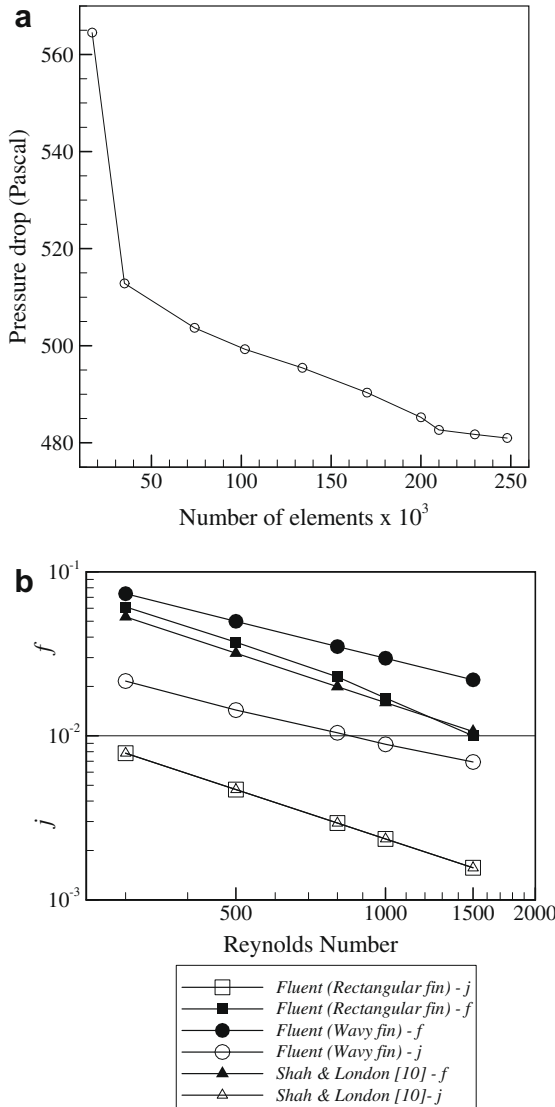 a
560
540
520
500
480
Pressure drop (Pascal)
50 100 150 200 250
Number of elements x 10³
b
10⁻¹
f
10⁻²
j
10⁻³
500 1000 1500 2000
Reynolds Number
Fluent (Rectangular fin) - j
Fluent (Rectangular fin) - f
Fluent (Wavy fin) - f
Fluent (Wavy fin) - j
Shah & London [10] - f
Shah & London [10]- j